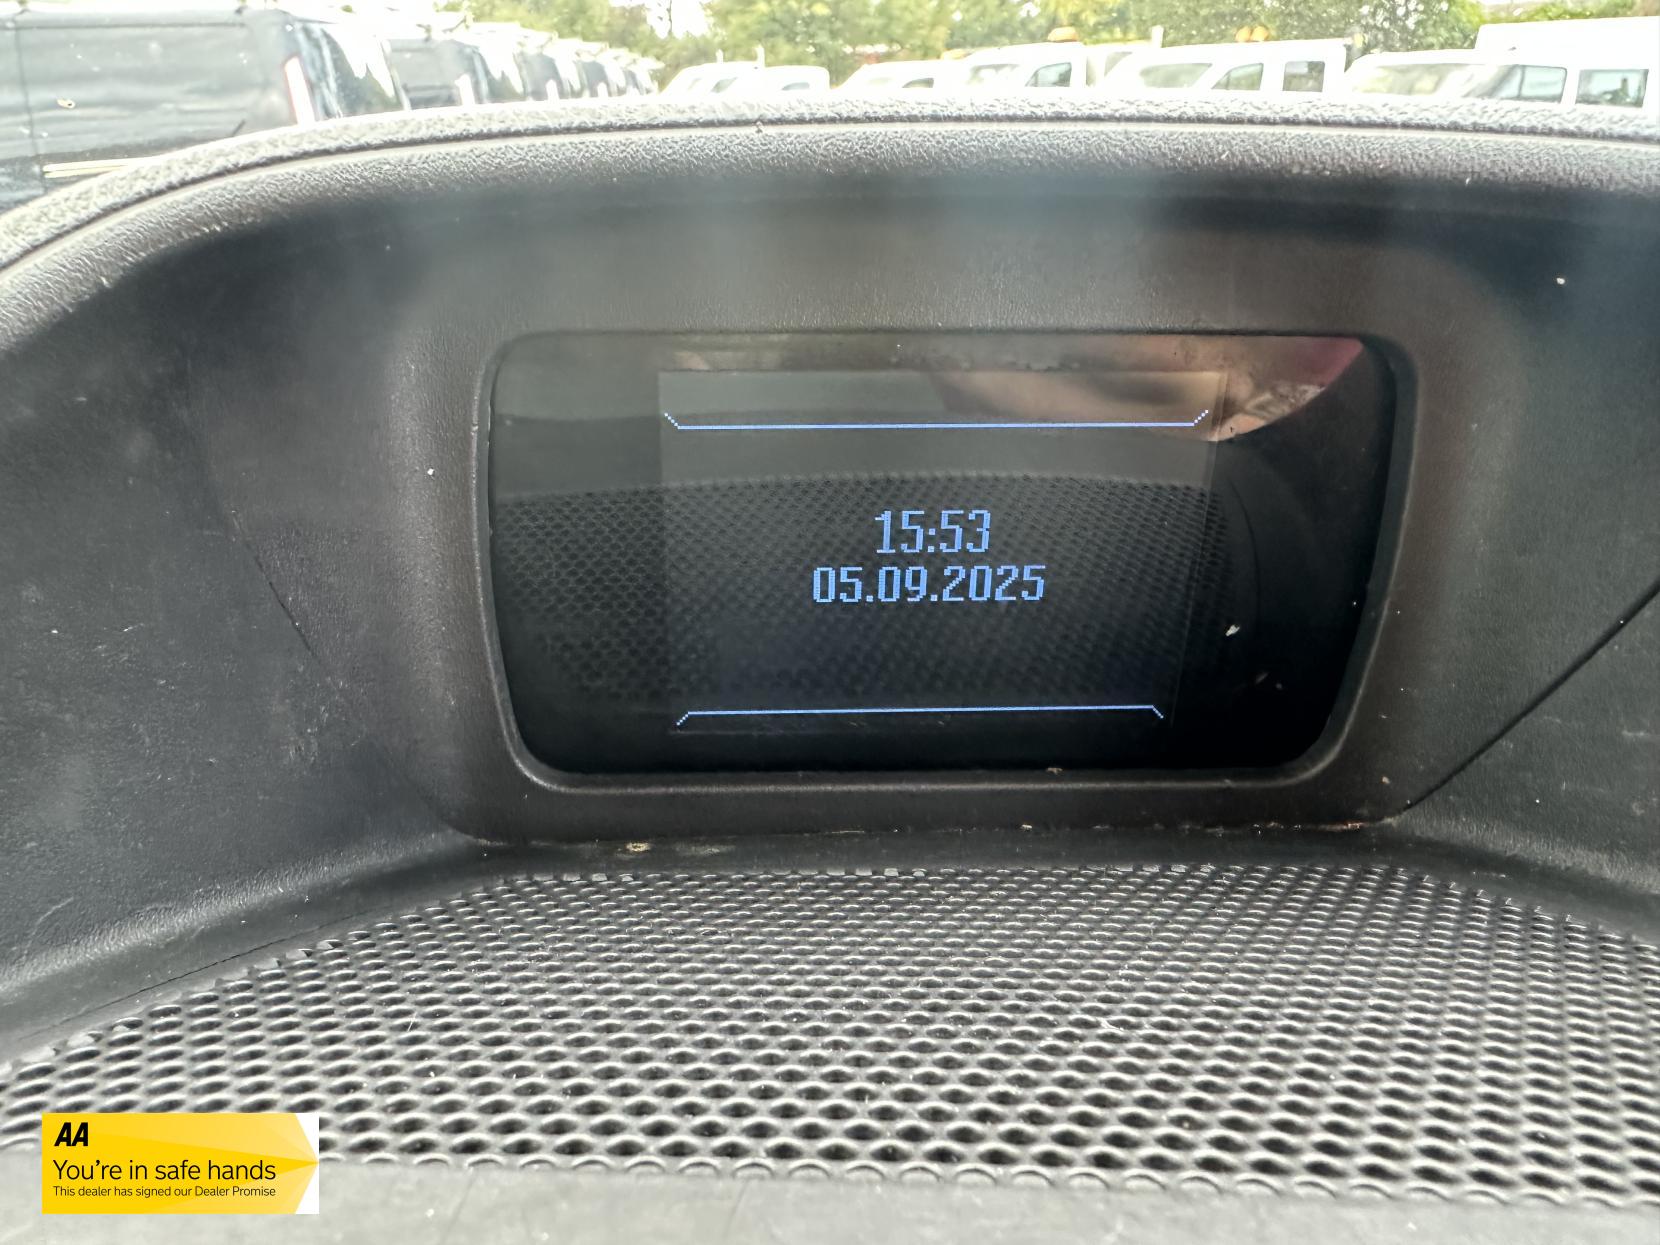 15:53
05.09.2025
AA
You're in safe hands
This dealer has signed our Dealer Promise